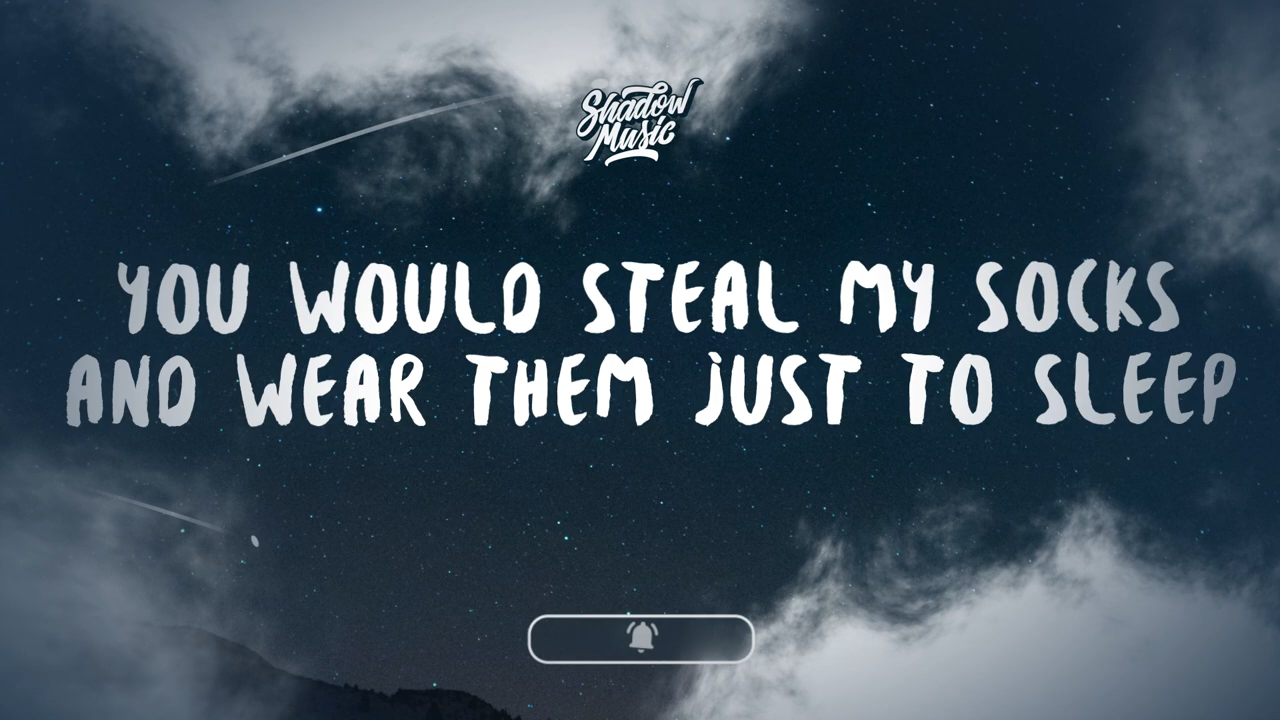 Shadow
Music
YOU WOULD STEAL MY SOCKS
AND WEAR THEM JUST TO SLEEP